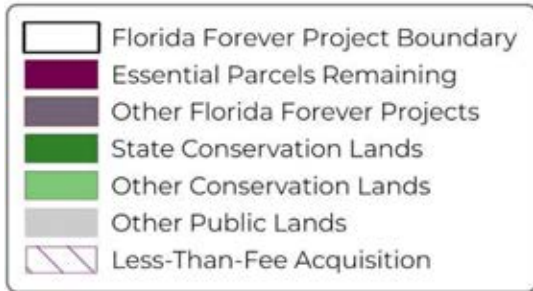 Florida Forever Project Boundary
Essential Parcels Remaining
Other Florida Forever Projects
State Conservation Lands
Other Conservation Lands
Other Public Lands
Less-Than-Fee Acquisition